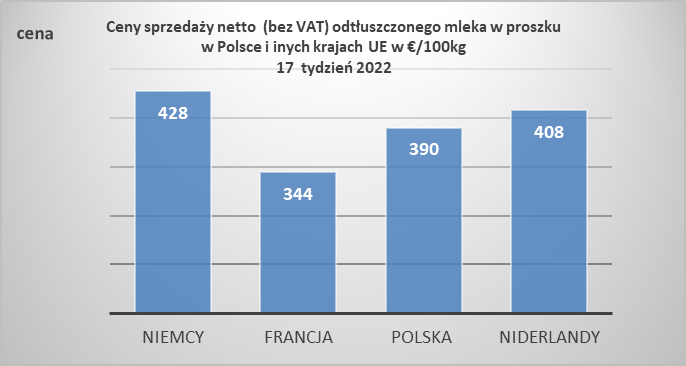 cena
Ceny sprzedaży netto (bez VAT) odtłuszczonego mleka w proszku
w Polsce i inych krajach UE w €/100kg
17 tydzień 2022
428
344
390
408
NIEMCY
FRANCJA
POLSKA
NIDERLANDY